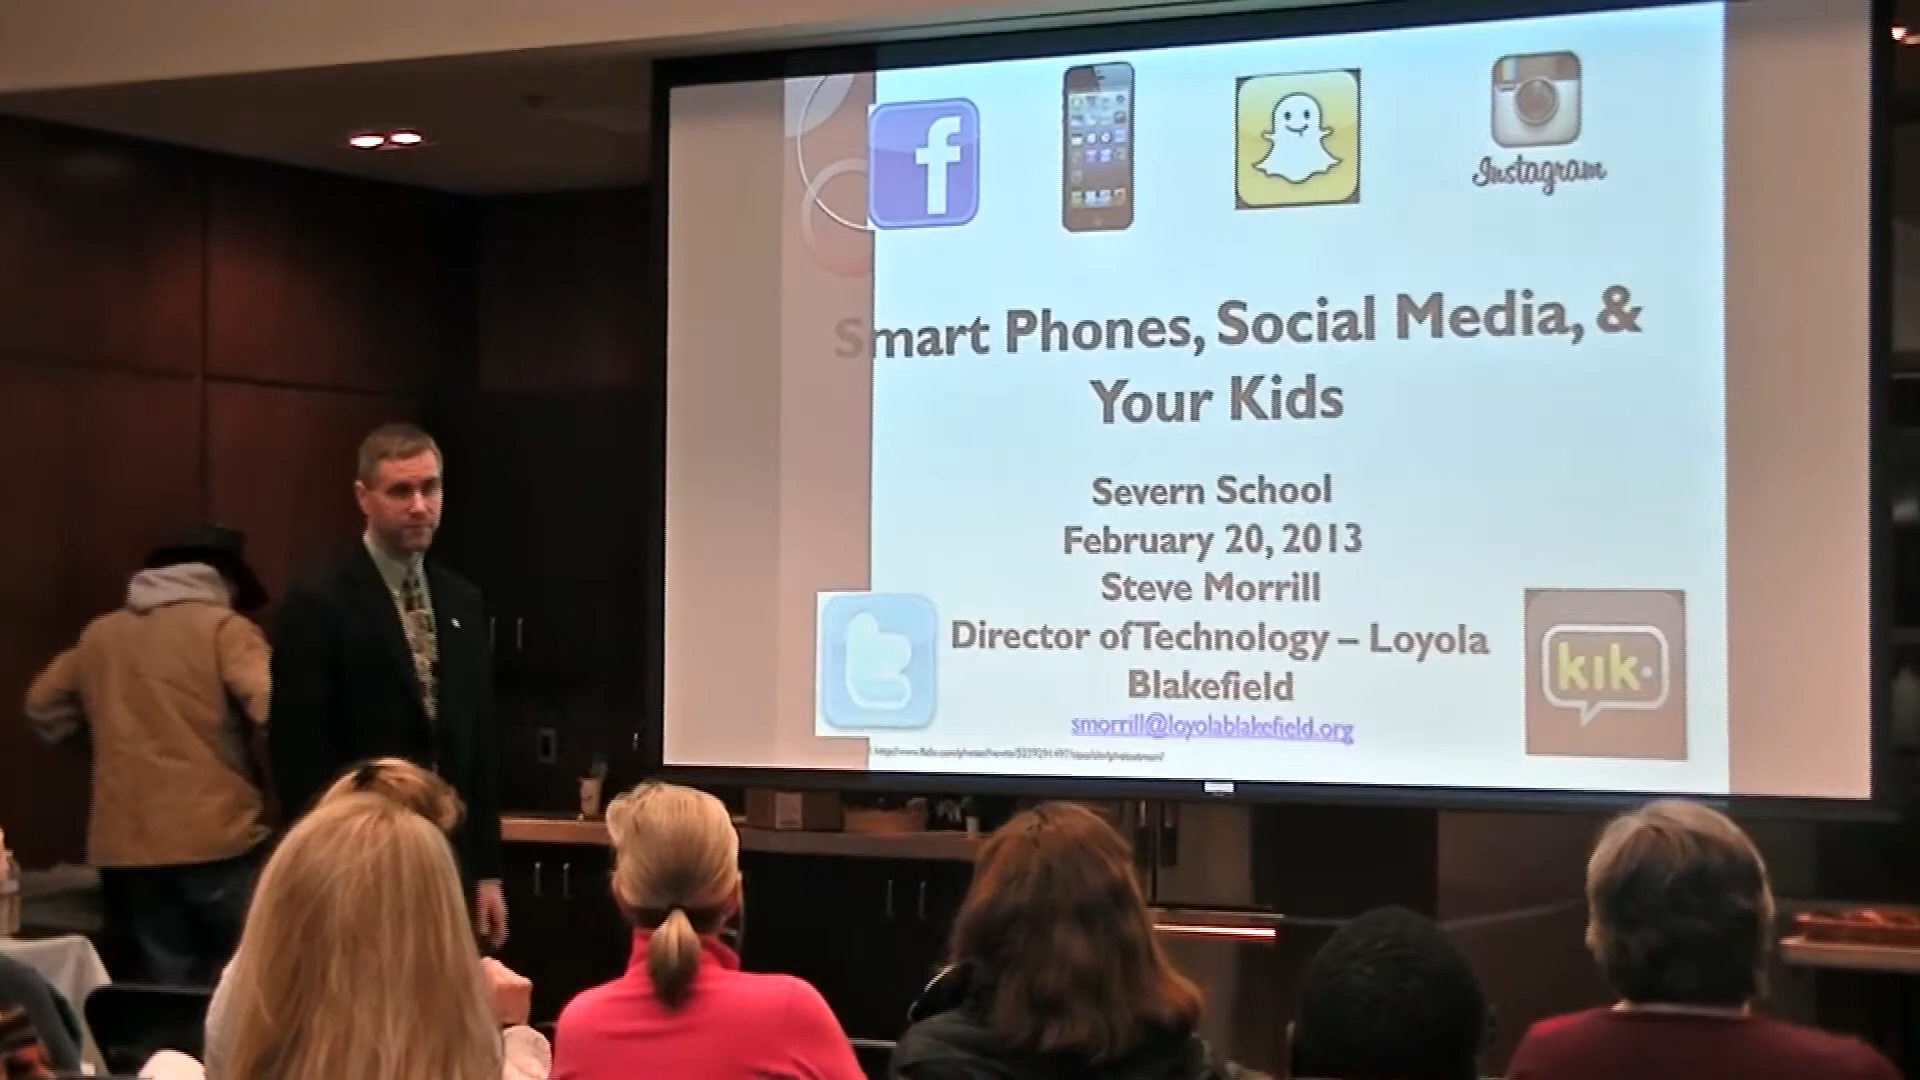 f
Instagram
Smart Phones, Social Media, &
Your Kids
Severn School
February 20, 2013
Steve Morrill
Director of Technology – Loyola
Blakefield
smorrill@loyolablakefield.org
kik